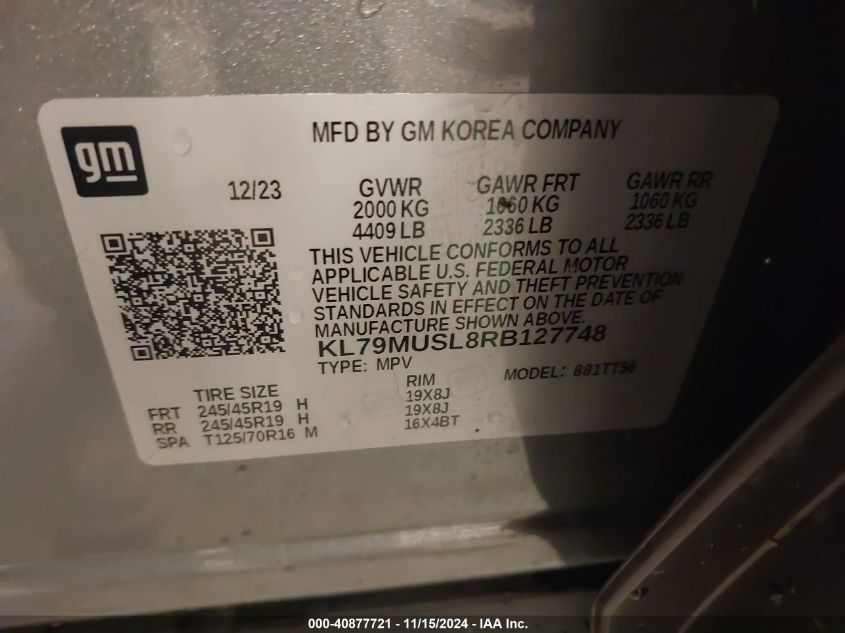 gm
MFD BY GM KOREA COMPANY
12/23 GVWR GAWR FRT GAWR RR
2000 KG 1060 KG 1060 KG
4409 LB 2336 LB 2336 LB
THIS VEHICLE CONFORMS TO ALL
APPLICABLE U.S. FEDERAL MOTOR
VEHICLE SAFETY AND THEFT PREVENTION
STANDARDS IN EFFECT ON THE DATE OF
MANUFACTURE SHOWN ABOVE.
KL79MUSL8RB127748
TYPE: MPV MODEL: 881TT56
TIRE SIZE RIM
FRT 245/45R19 H 19X8J
RR 245/45R19 H 19X8J
SPA T125/70R16 M 16X4BT
000-40877721 - 11/15/2024 - IAA Inc.